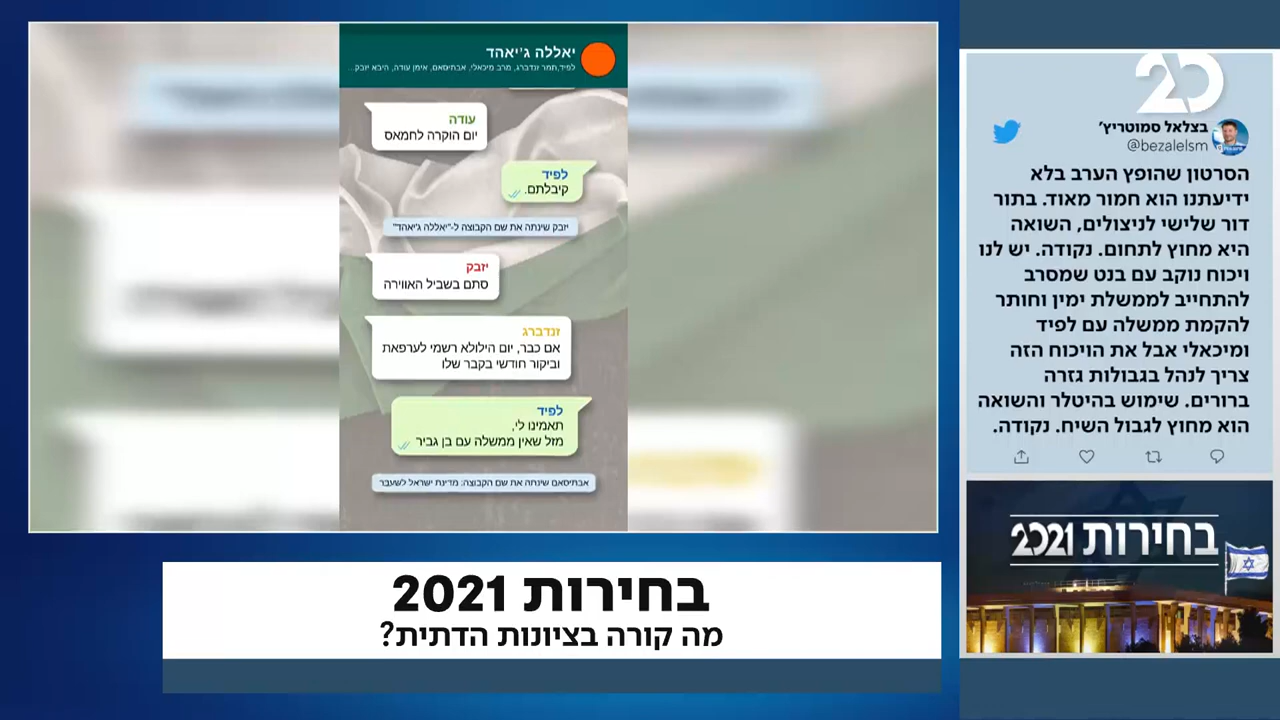 יאללה ג׳יאהד
לפיד,תמר זנדברג, מרב מיכאלי, אבתיסאם, אימן עודה, היבא יזבק...
עודה
יום הוקרה לחמאס
לפיד
קיבלתם.
יזבק שינתה את שם הקבוצה ל-"יאללה ג'יאהד"
יזבק
סתם בשביל האווירה
זנדברג
אם כבר, יום הילולא רשמי לערפאת
וביקור חודשי בקבר שלו
לפיד
תאמינו לי,
מזל שאין ממשלה עם בן גביר
אבתיסאם שינתה את שם הקבוצה: מדינת ישראל לשעבר
20
בצלאל סמוטריץ'
@bezalelsm
הסרטון שהופץ הערב בלא
ידיעתנו הוא חמור מאוד. בתור
דור שלישי לניצולים, השואה
היא מחוץ לתחום. נקודה. יש לנו
ויכוח נוקב עם בנט שמסרב
להתחייב לממשלת ימין וחותר
להקמת ממשלה עם לפיד
ומיכאלי אבל את הויכוח הזה
צריך לנהל בגבולות גזרה
ברורים. שימוש בהיטלר והשואה
הוא מחוץ לגבול השיח. נקודה.
בחירות 2021
בחירות 2021
מה קורה בציונות הדתית?